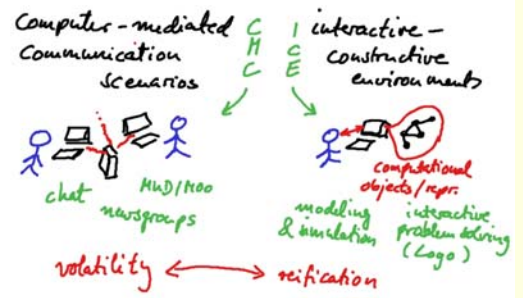 Computer-mediated
Communication
scenarios
C
M
C
I
C
E
interactive-
constructive
environments
chat
MUD/MOO
newsgroups
computational
objects/repr.
modeling
& simulation
interactive
problem solving
(Logo)
volatility
reification